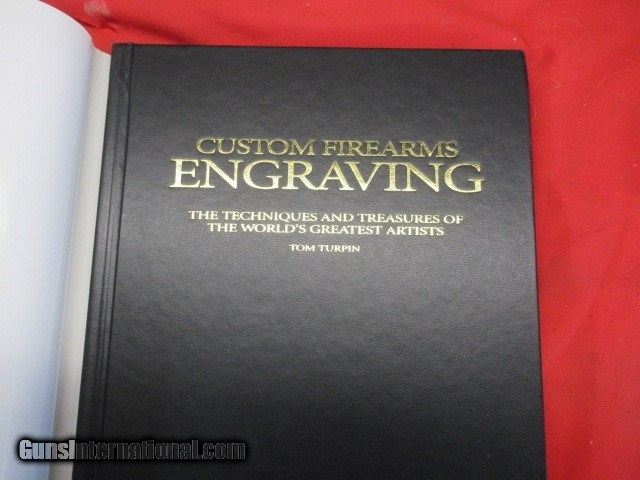 CUSTOM FIREARMS
ENGRAVING
THE TECHNIQUES AND TREASURES OF
THE WORLD'S GREATEST ARTISTS
TOM TURPIN
GunsInternational.com